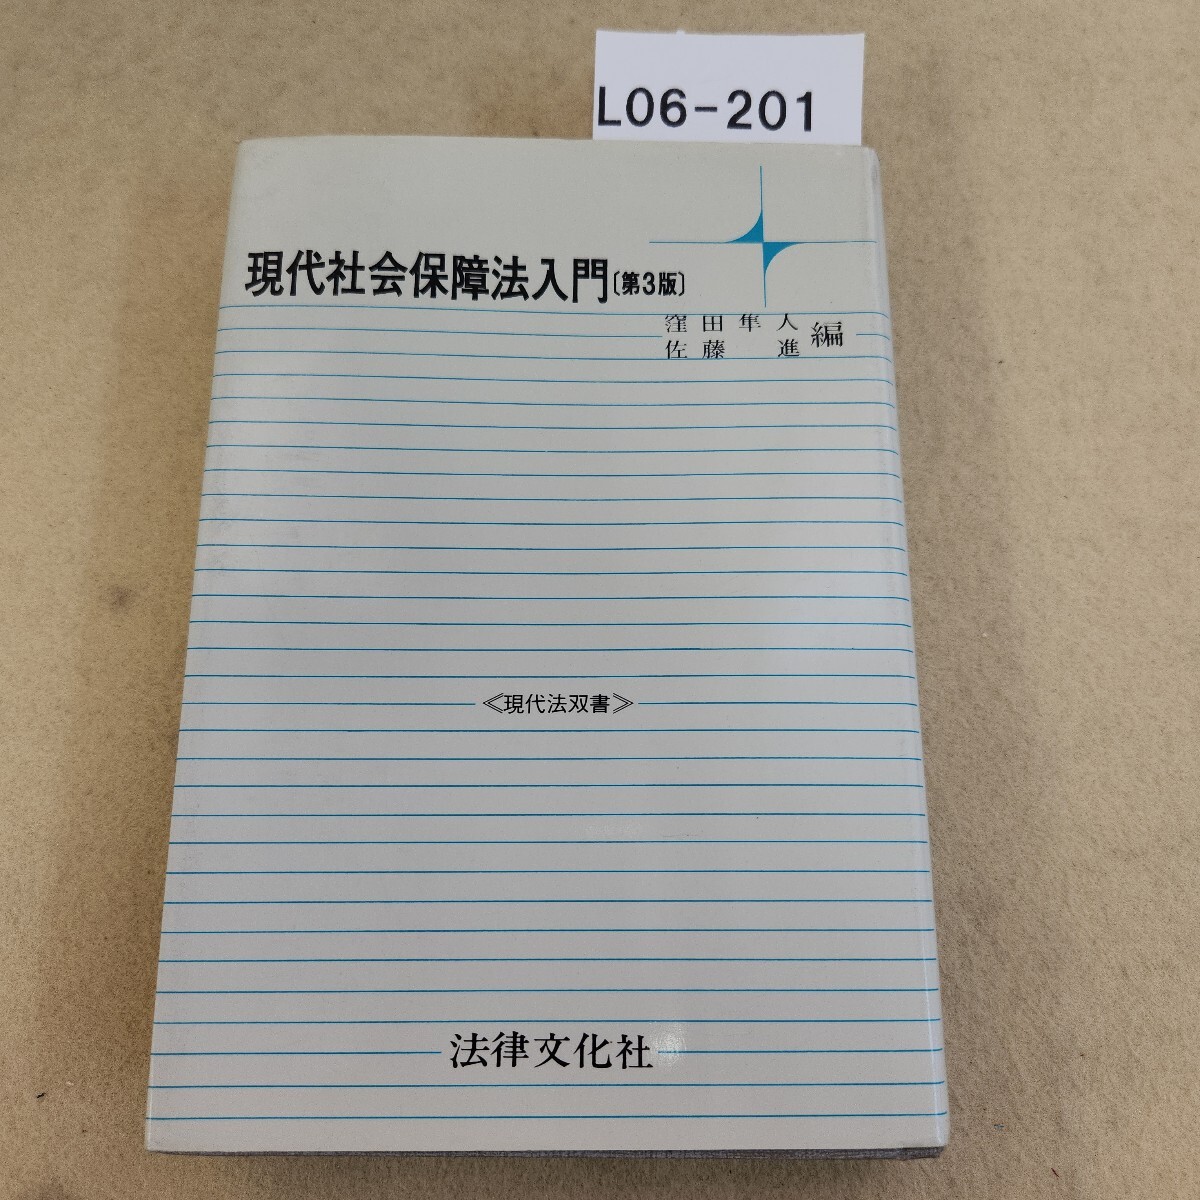 L06-201
現代社会保障法入門〔第3版〕
窪田隼人
佐藤 進 編
≪現代法双書≫
法律文化社